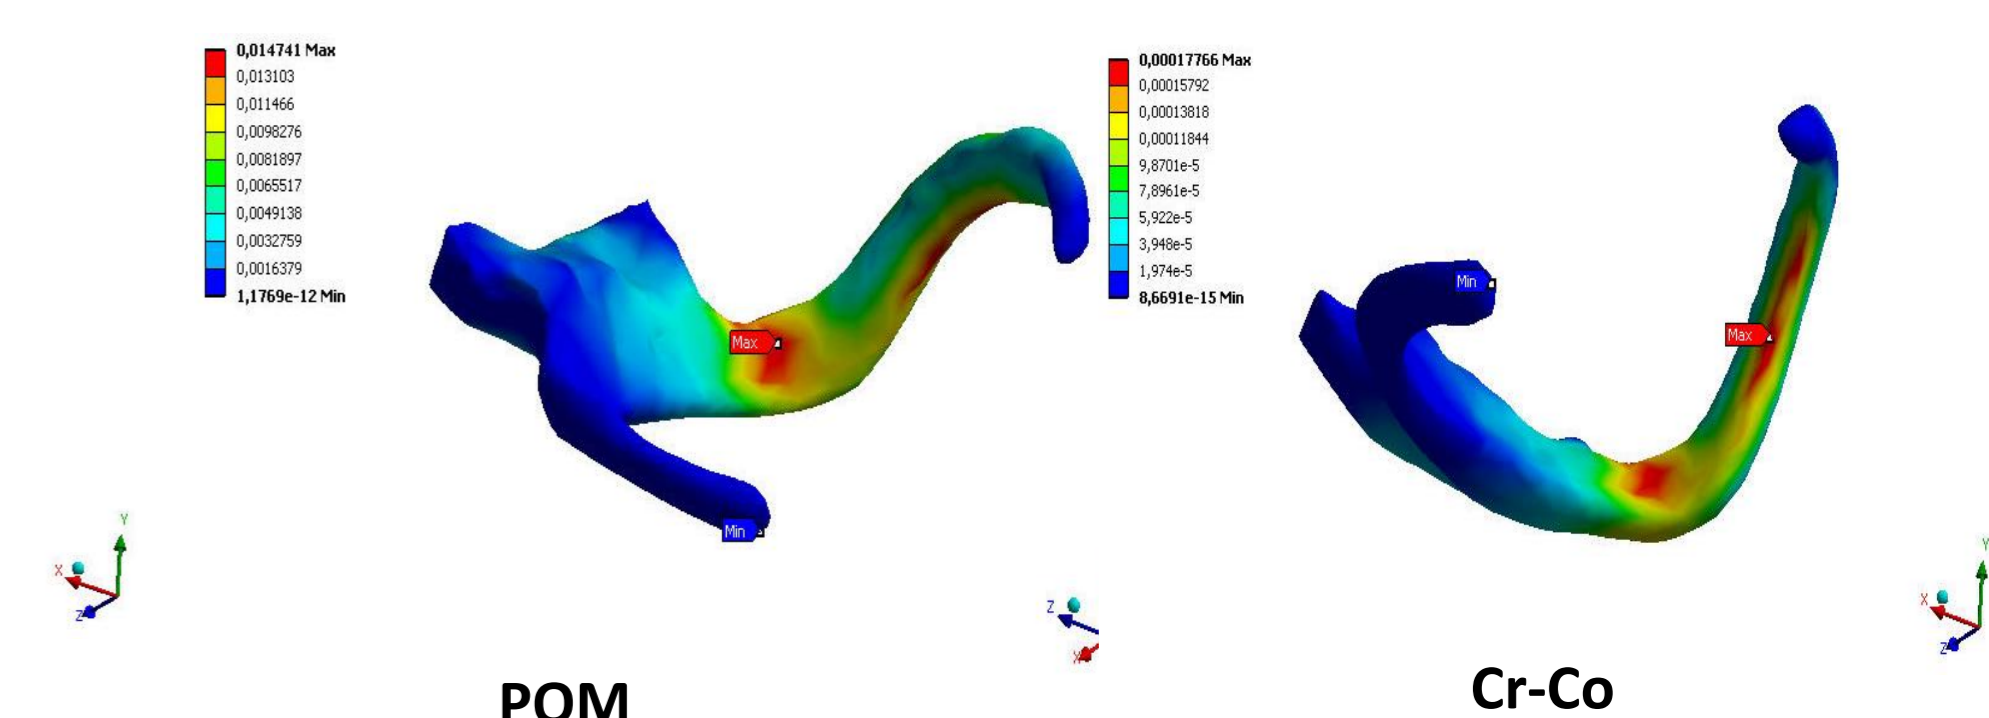 0,014741 Max
0,013103
0,011466
0,0098276
0,0081897
0,0065517
0,0049138
0,0032759
0,0016379
1,1769e-12 Min
Max
Min
Y
X
Z
Z
X
POM
0,00017766 Max
0,00015792
0,00013818
0,00011844
9,8701e-5
7,8961e-5
5,922e-5
3,948e-5
1,974e-5
8,6691e-15 Min
Min
Max
Y
X
Z
Cr-Co